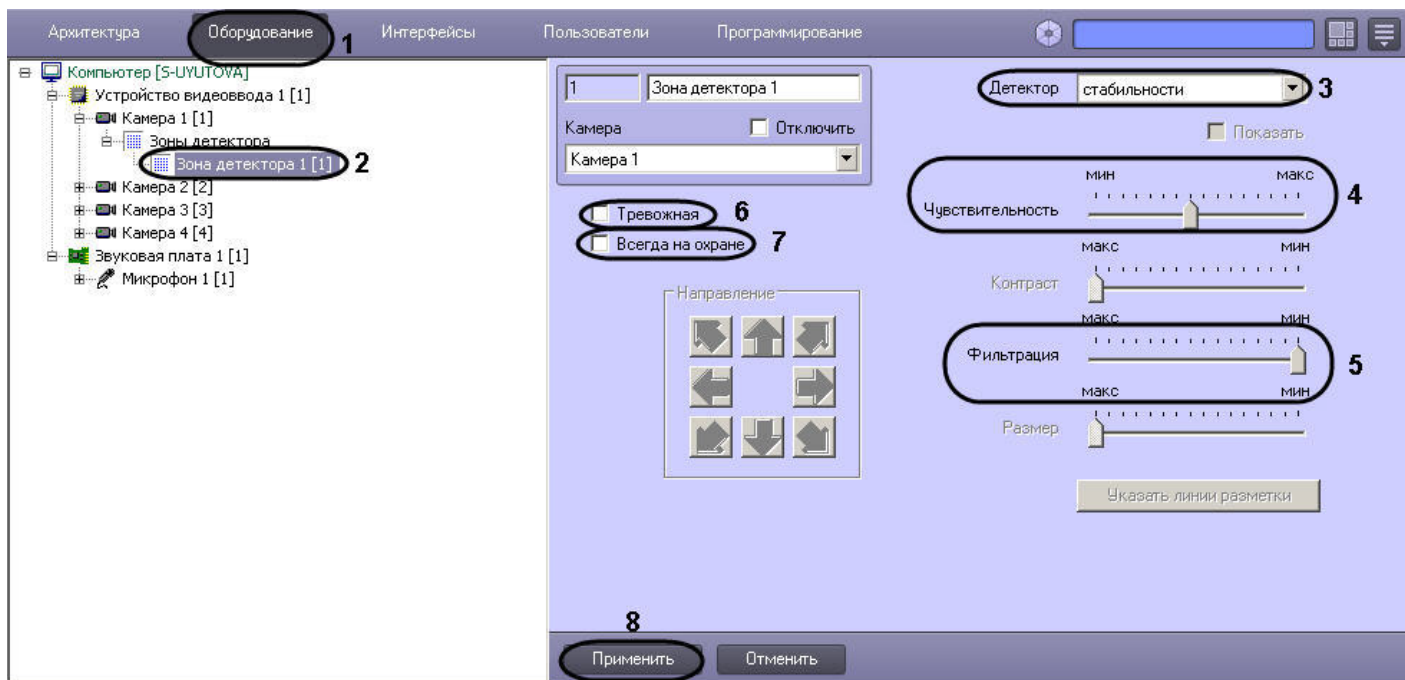 Архитектура Оборудование 1 Интерфейсы Пользователи Программирование
Компьютер [S-UYUTOVA]
Устройство видеоввода 1 [1]
Камера 1 [1]
Зоны детектора
Зона детектора 1 [1] 2
Камера 2 [2]
Камера 3 [3]
Камера 4 [4]
Звуковая плата 1 [1]
Микрофон 1 [1]
1 Зона детектора 1
Камера Отключить
Камера 1
Тревожная 6
Всегда на охране 7
Направление
Детектор стабильности 3
Показать
мин макс
Чувствительность 4
макс мин
Контраст
макс мин
Фильтрация 5
макс мин
Размер
Указать линии разметки
8
Применить Отменить